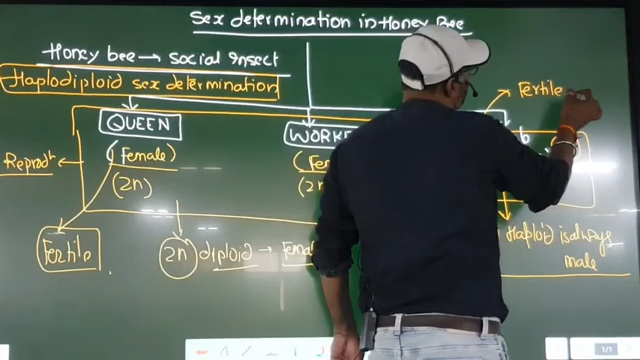 Sex determination in Honey Bee
Honey bee → social insect
Haplodiploid sex determination
QUEEN
(Female)
(2n)
Reprod
Fertile
2n diploid → Fema
WORKE
(Fe
(2n
→ Fertile
Haploid is always
male
1/1